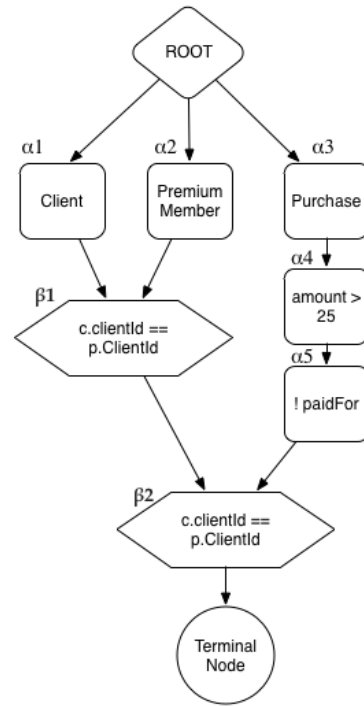 ROOT
α1
α2
α3
Client
Premium
Member
Purchase
α4
amount >
25
β1
c.clientId ==
p.ClientId
α5
! paidFor
β2
c.clientId ==
p.ClientId
Terminal
Node